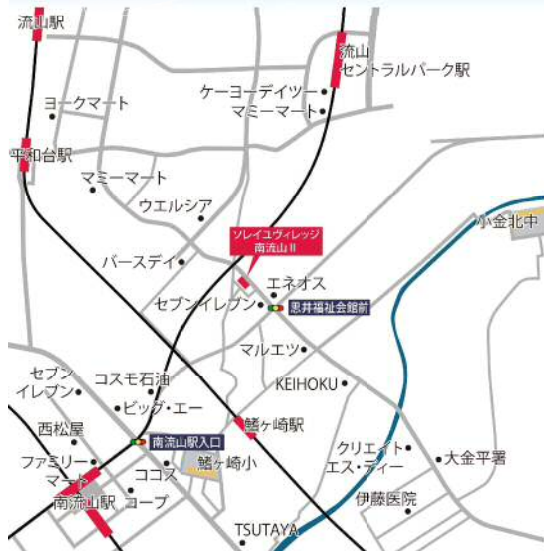 流山駅
流山
セントラルパーク駅
ケーヨーデイツー
マミーマート
ヨークマート
平和台駅
マミーマート
ウエルシア
小金北中
ソレイユヴィレッジ
南流山Ⅱ
バースデイ
エネオス
セブンイレブン
思井福祉会館前
マルエツ
セブン
イレブン
コスモ石油
KEIHOKU
ビッグ・エー
鰭ヶ崎駅
西松屋
南流山駅入口
クリエイト
エス・ディー
大金平署
ファミリー
マート
ココス
鰭ヶ崎小
南流山駅
コープ
伊藤医院
TSUTAYA